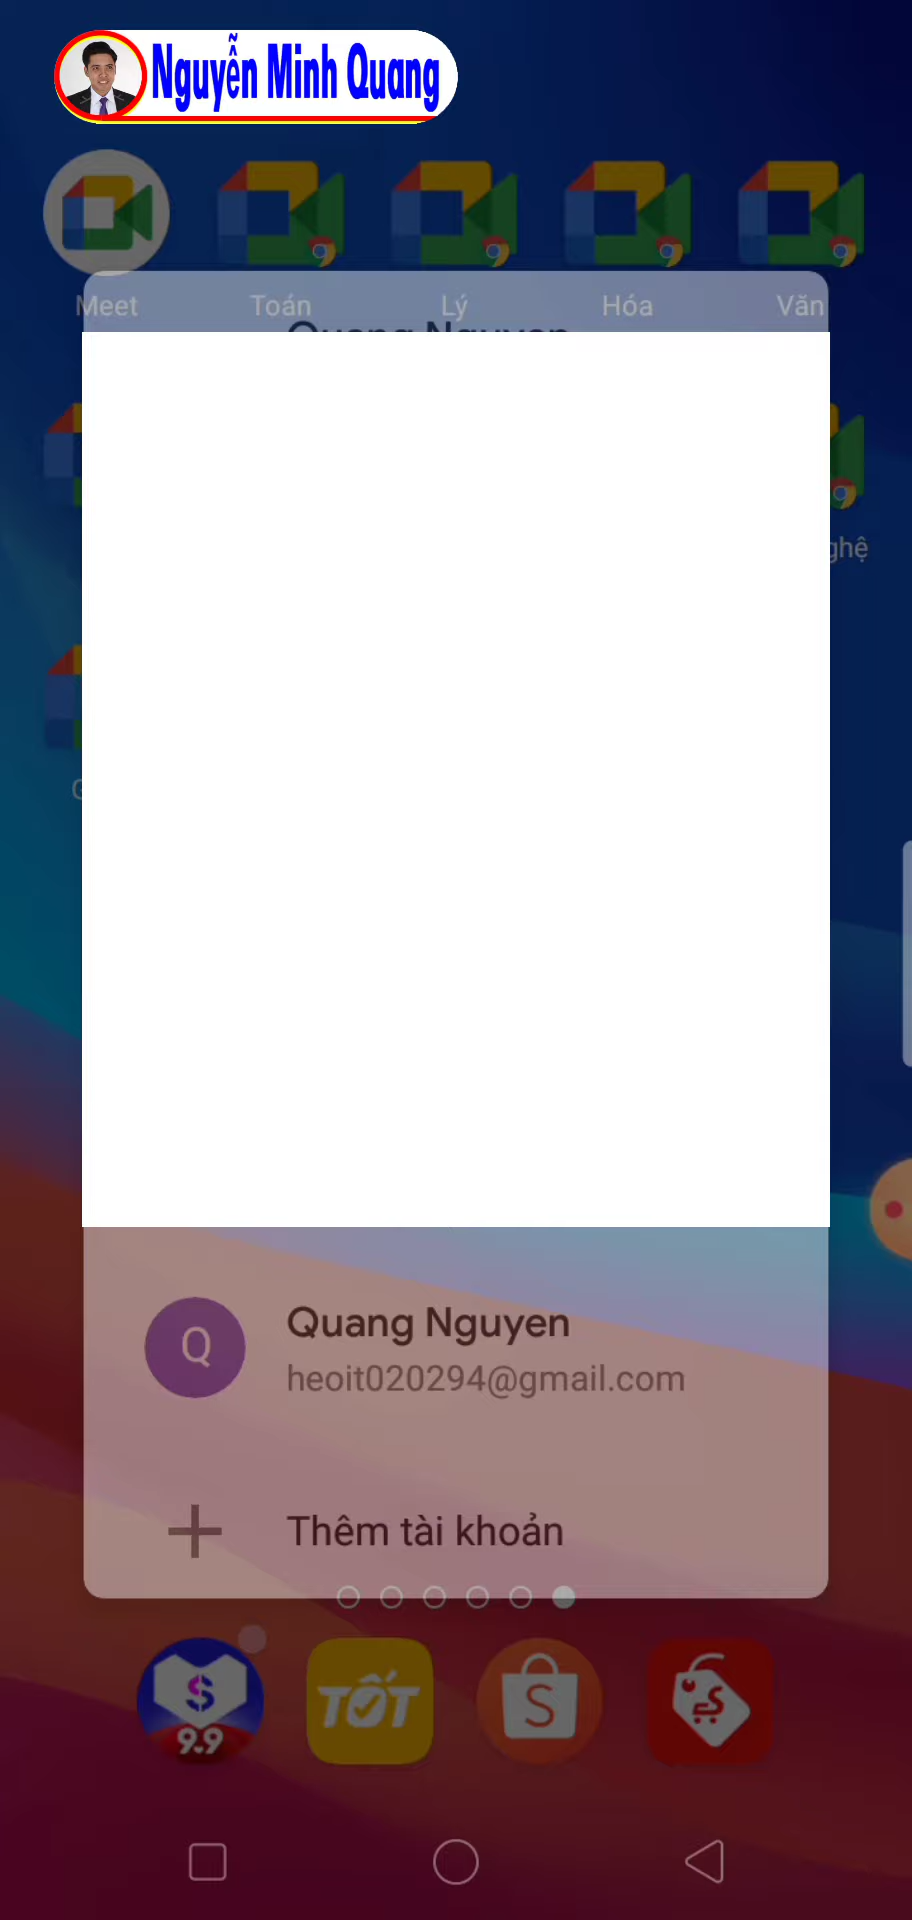 Nguyễn Minh Quang
Meet Toán Lý Hóa Văn
Quang Nguyen
Quang Nguyen
heoit020294@gmail.com
Thêm tài khoản
9.9 TỐT S